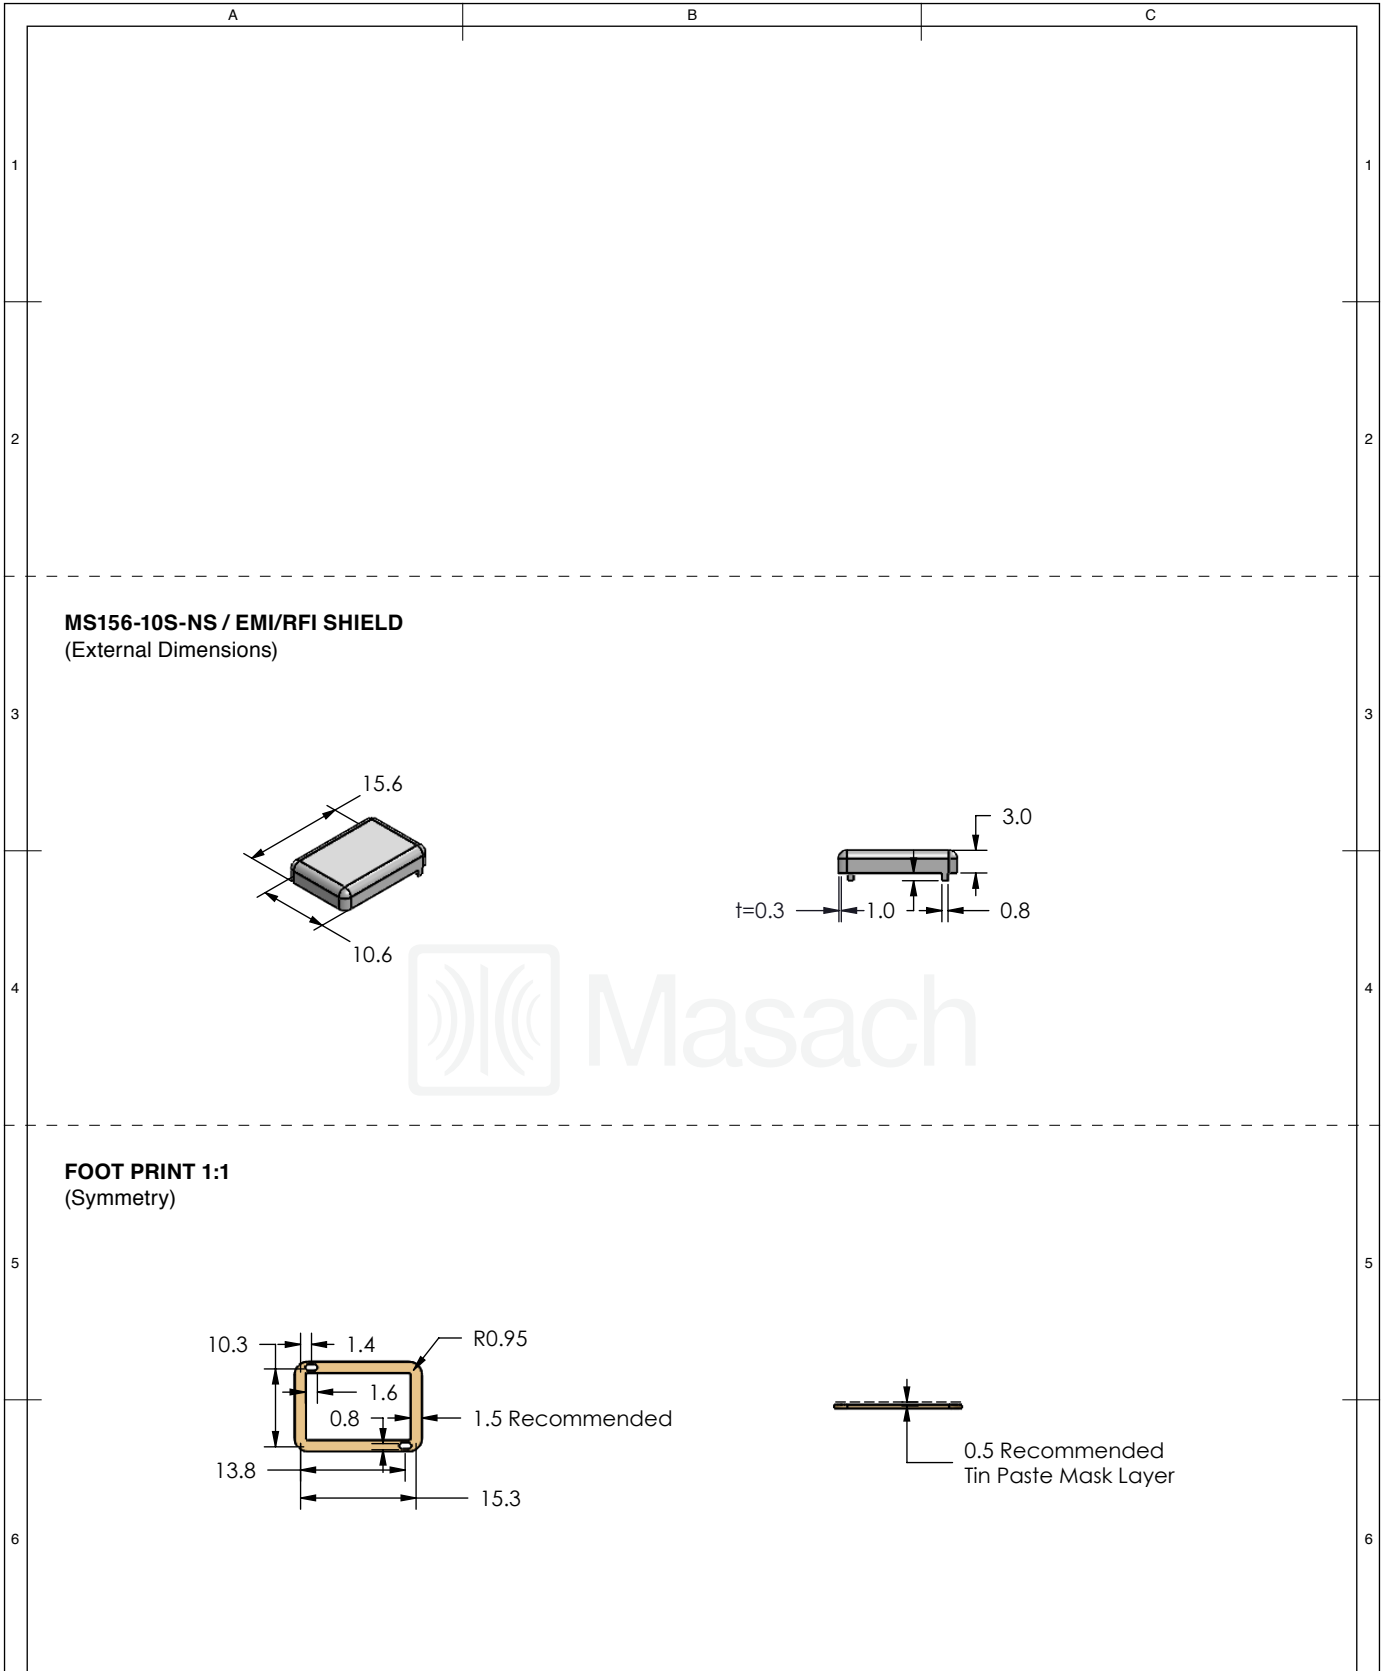 A B C
1 1
2 2
MS156-10S-NS / EMI/RFI SHIELD
(External Dimensions)
3 3
15.6
10.6
3.0
t=0.3 1.0 0.8
4 4
Masach
FOOT PRINT 1:1
(Symmetry)
5 5
10.3 1.4 R0.95
1.6
0.8 1.5 Recommended
13.8
15.3
0.5 Recommended
Tin Paste Mask Layer
6 6